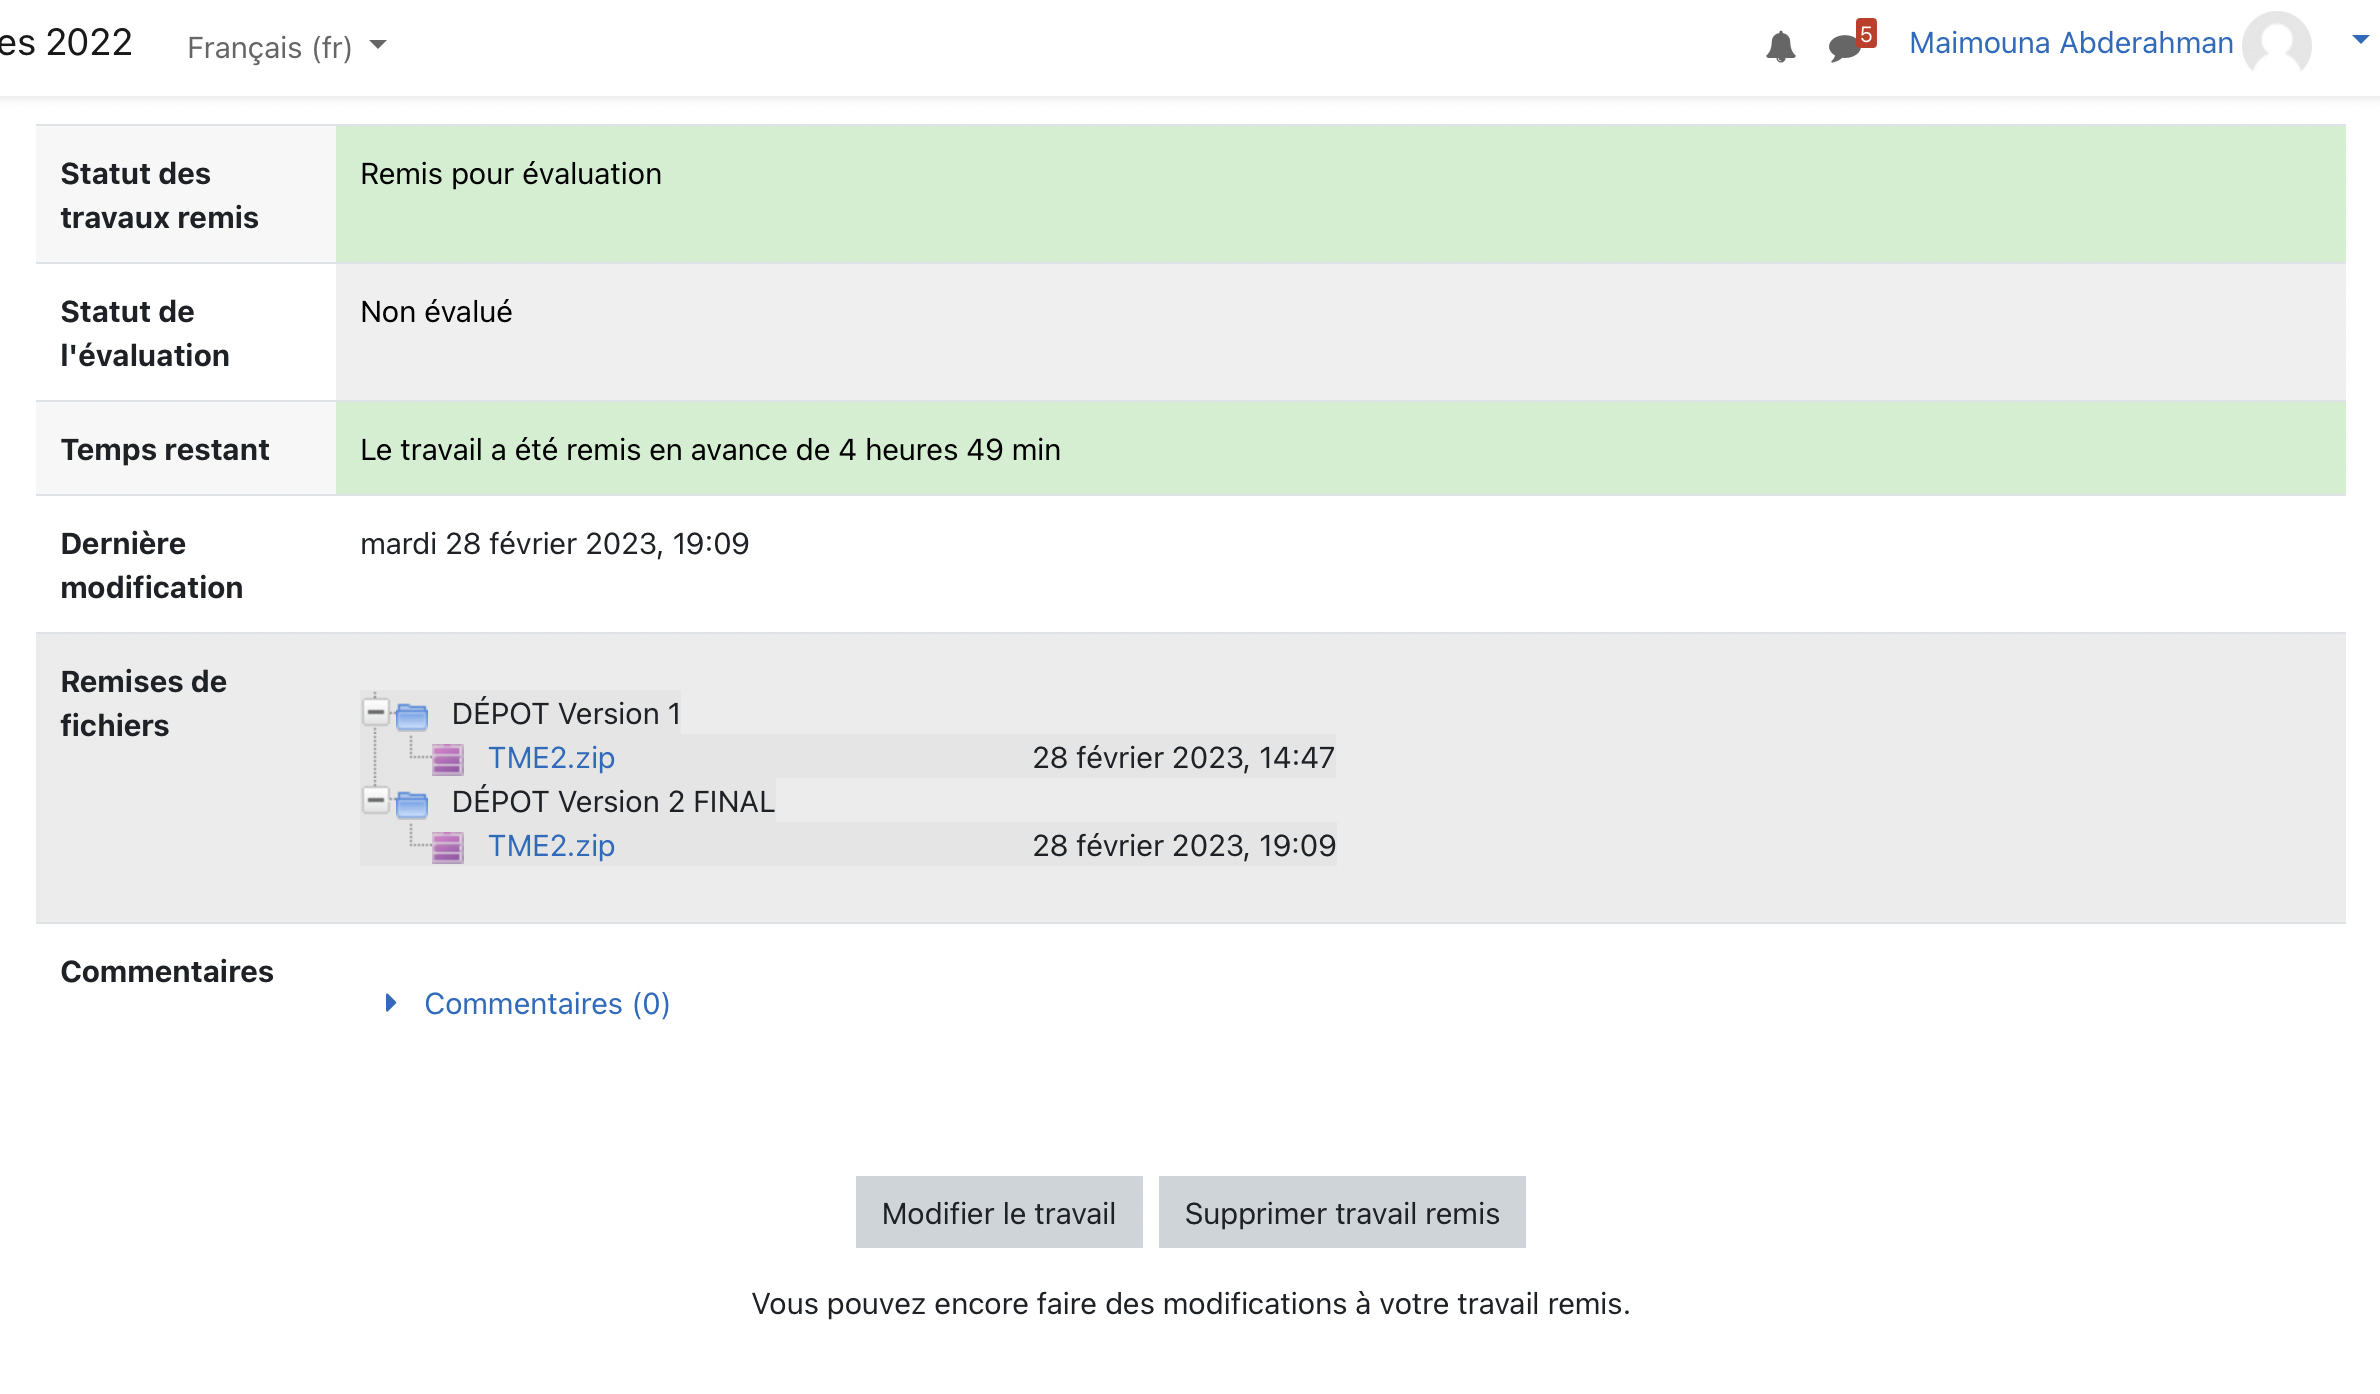 es 2022
Français (fr)
5
Maimouna Abderahman
Statut des
travaux remis
Remis pour évaluation
Statut de
l'évaluation
Non évalué
Temps restant
Le travail a été remis en avance de 4 heures 49 min
Dernière
modification
mardi 28 février 2023, 19:09
Remises de
fichiers
DÉPOT Version 1
TME2.zip 28 février 2023, 14:47
DÉPOT Version 2 FINAL
TME2.zip 28 février 2023, 19:09
Commentaires
Commentaires (0)
Modifier le travail
Supprimer travail remis
Vous pouvez encore faire des modifications à votre travail remis.